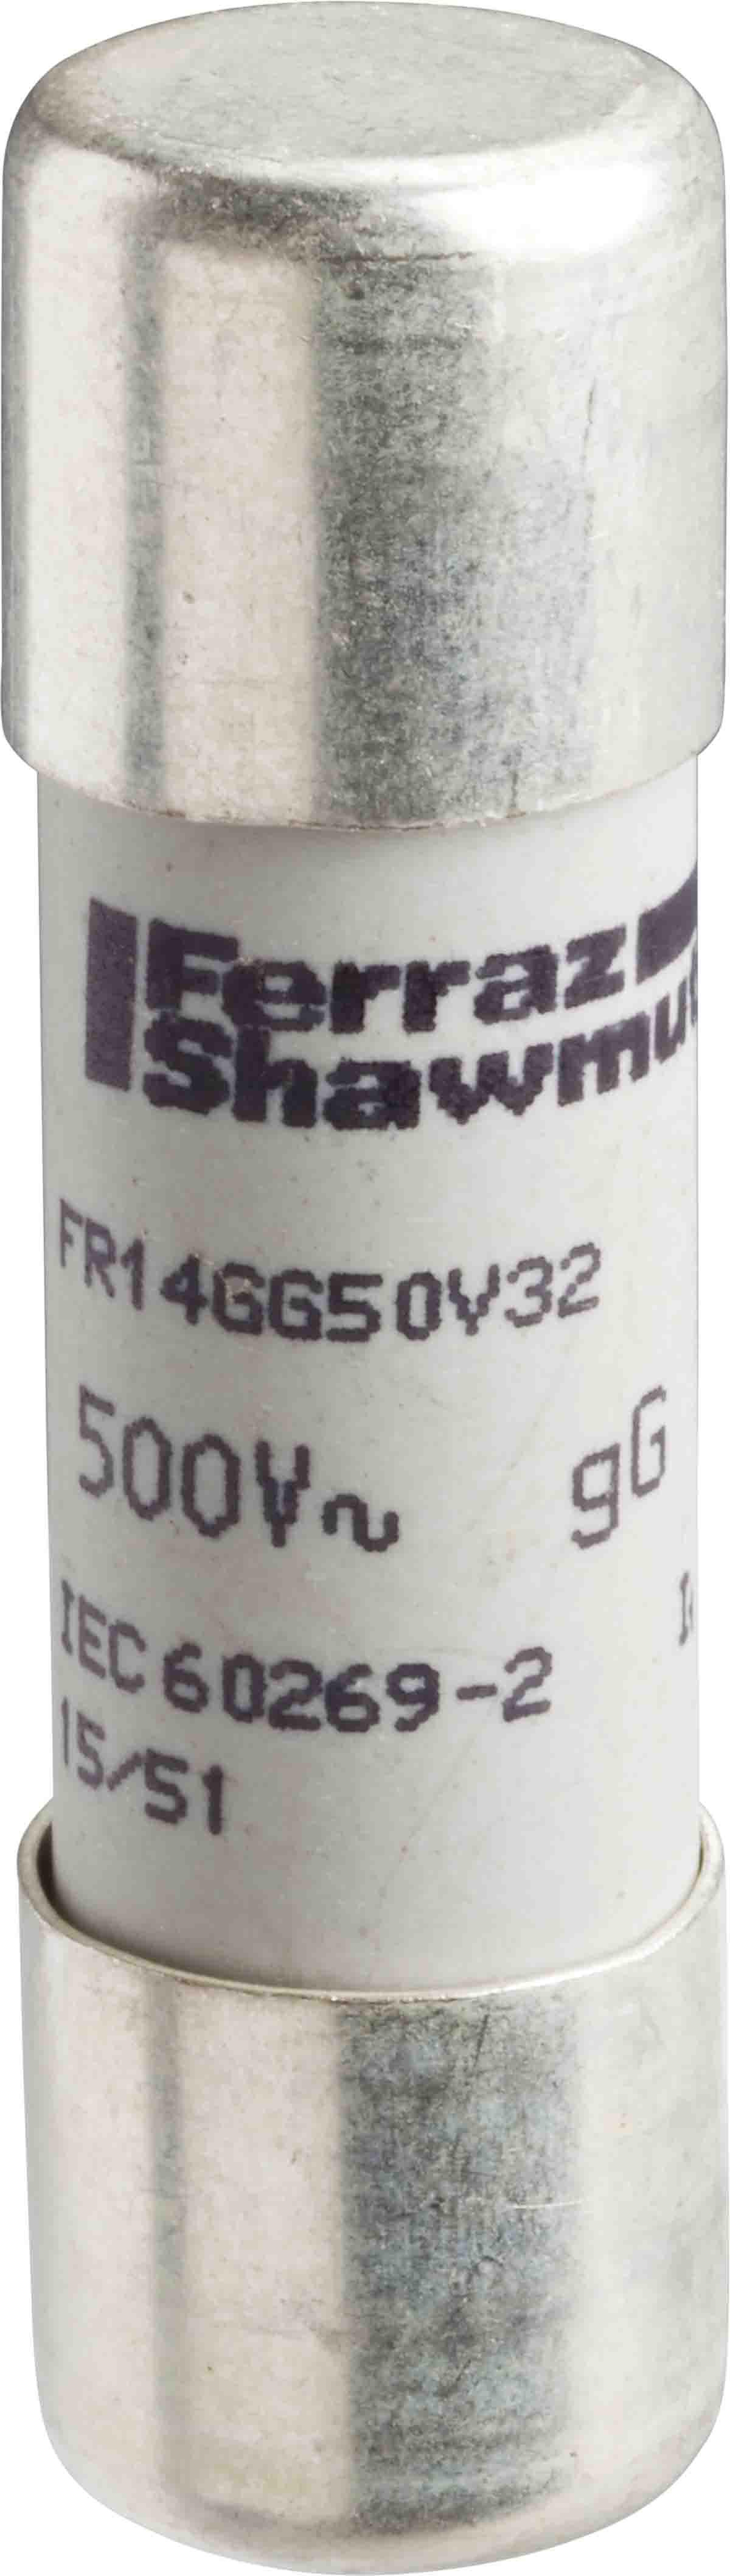 Ferraz
Shawmu
FR14GG50V32
500V~ gG
IEC 60269-2
15/51